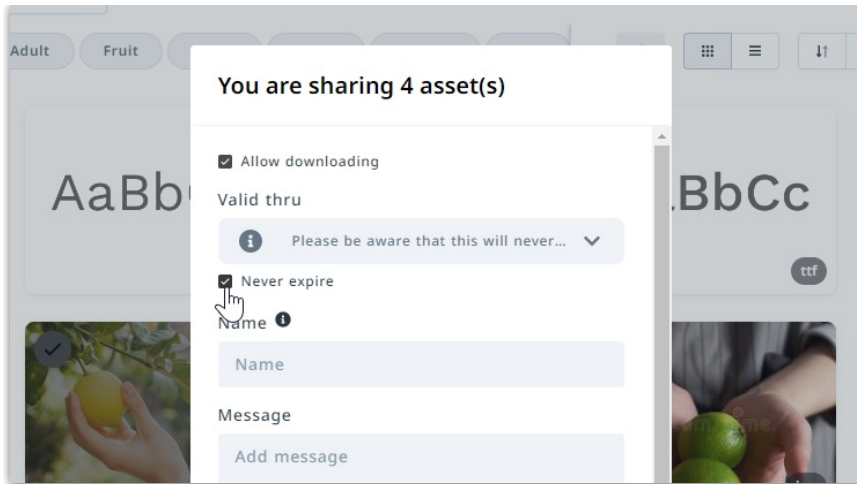 Adult Fruit
You are sharing 4 asset(s)
Allow downloading
Valid thru
Please be aware that this will never...
Never expire
Name
Name
Message
Add message
AaBb
BbCc
ttf